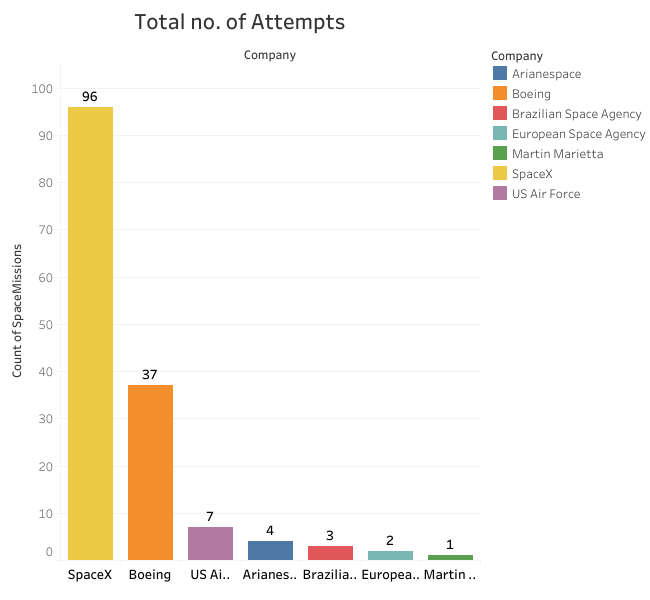 Total no. of Attempts
Company
Company
Arianespace
Boeing
Brazilian Space Agency
European Space Agency
Martin Marietta
SpaceX
US Air Force
Count of SpaceMissions
100
90
80
70
60
50
40
30
20
10
0
96
37
7
4
3
2
1
SpaceX Boeing US Ai.. Arianes.. Brazilia.. Europea.. Martin ..